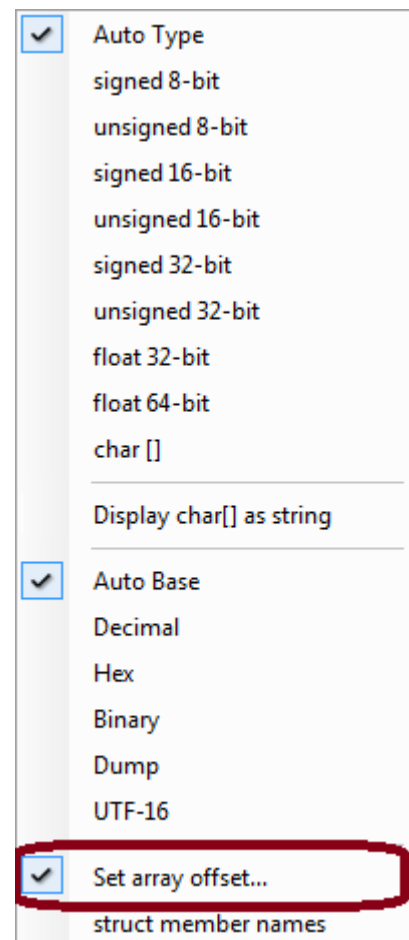 Auto Type
signed 8-bit
unsigned 8-bit
signed 16-bit
unsigned 16-bit
signed 32-bit
unsigned 32-bit
float 32-bit
float 64-bit
char []
Display char[] as string
Auto Base
Decimal
Hex
Binary
Dump
UTF-16
Set array offset...
struct member names